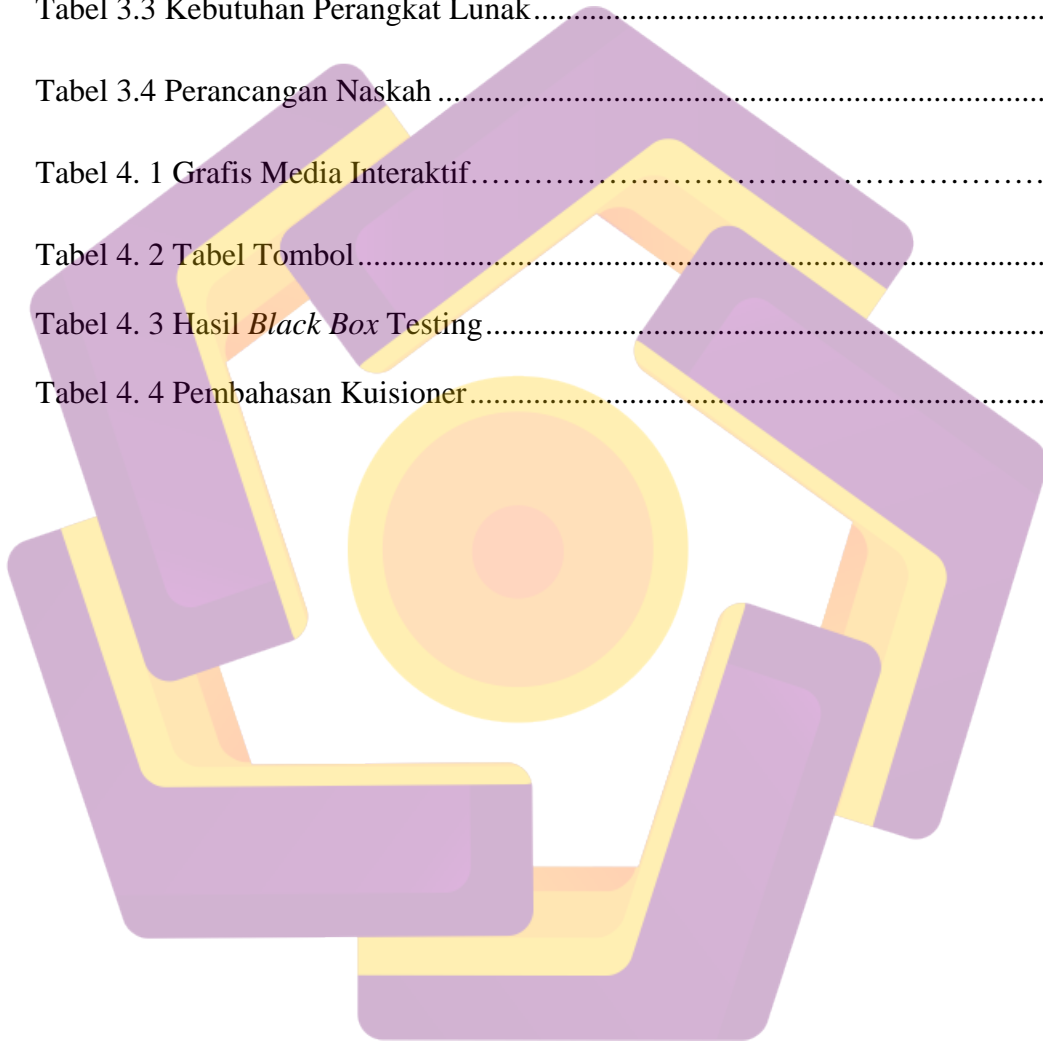 Tabel 3.3 Kebutuhan Perangkat Lunak......................................................................
Tabel 3.4 Perancangan Naskah..................................................................................
Tabel 4. 1 Grafis Media Interaktif……………………………………………………
Tabel 4. 2 Tabel Tombol...........................................................................................
Tabel 4. 3 Hasil Black Box Testing...........................................................................
Tabel 4. 4 Pembahasan Kuisioner.............................................................................